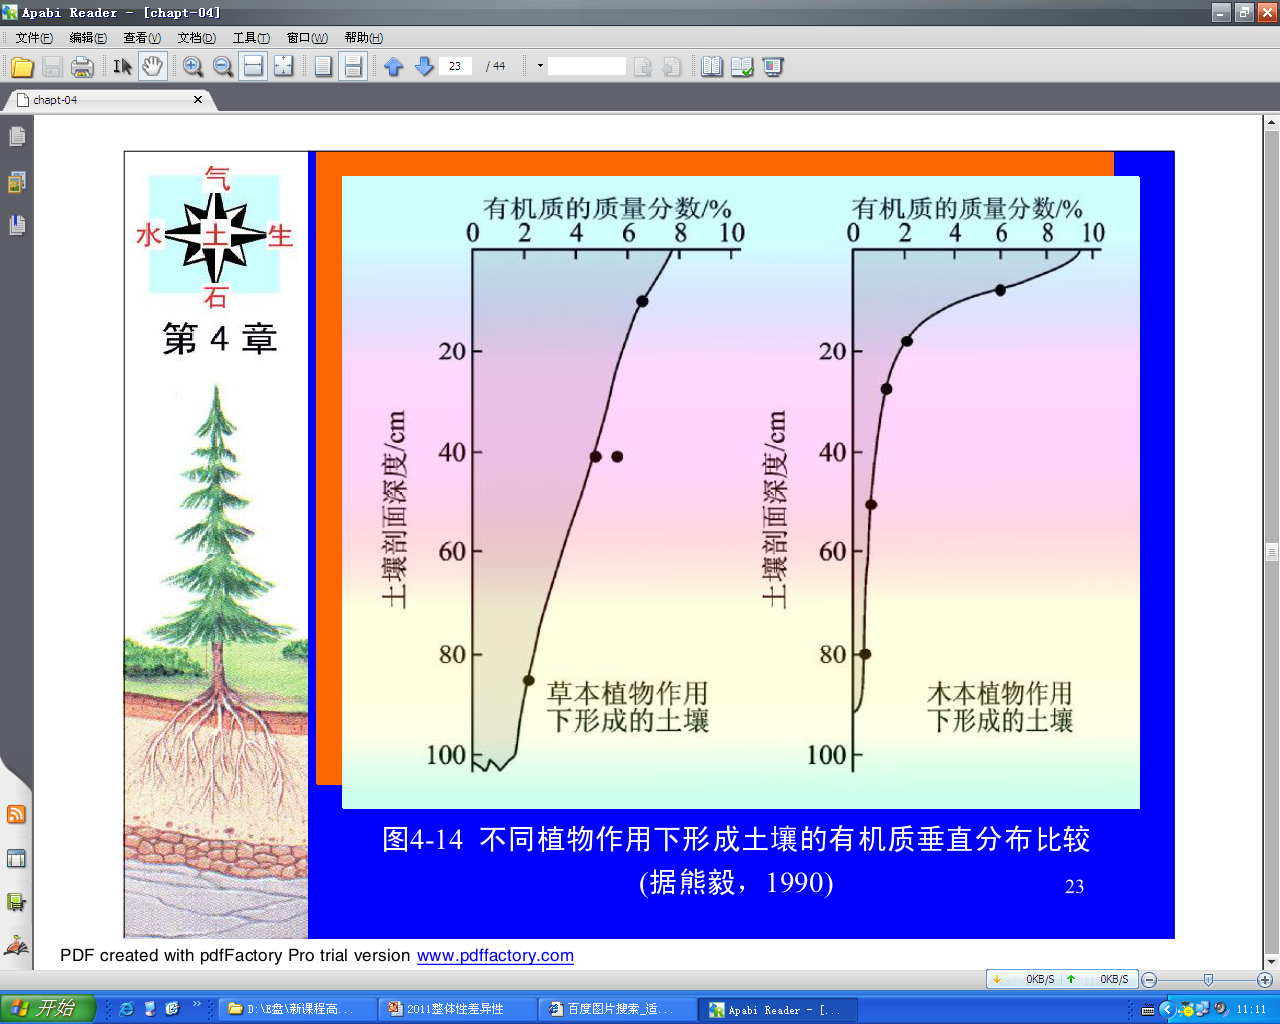 Apabi Reader - [chapt-04]
文件(F) 编辑(E) 查看(V) 文档(D) 工具(T) 窗口(W) 帮助(H)
23 / 44
chapt-04
气
水 土 生
石
第 4 章
有机质的质量分数/%
0 2 4 6 8 10
20
40
60
80
100
土壤剖面深度/cm
草本植物作用
下形成的土壤
有机质的质量分数/%
0 2 4 6 8 10
20
40
60
80
100
土壤剖面深度/cm
木本植物作用
下形成的土壤
图4-14 不同植物作用下形成土壤的有机质垂直分布比较
(据熊毅，1990)
23
PDF created with pdfFactory Pro trial version www.pdffactory.com
0KB/S 0KB/S
开始 D:\E盘\新课程高... 2011整体性差异性 百度图片搜索_适... Apabi Reader - [... 11:11